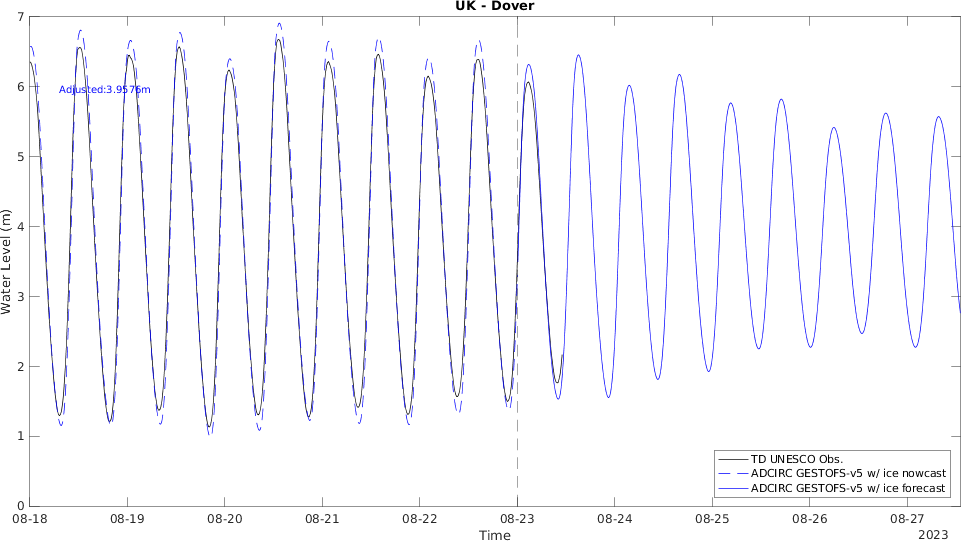 UK - Dover
7
6
5
4
3
2
1
0
Water Level (m)
Adjusted:3.9576m
TD UNESCO Obs.
ADCIRC GESTOFS-v5 w/ ice nowcast
ADCIRC GESTOFS-v5 w/ ice forecast
08-18 08-19 08-20 08-21 08-22 08-23 08-24 08-25 08-26 08-27
Time
2023